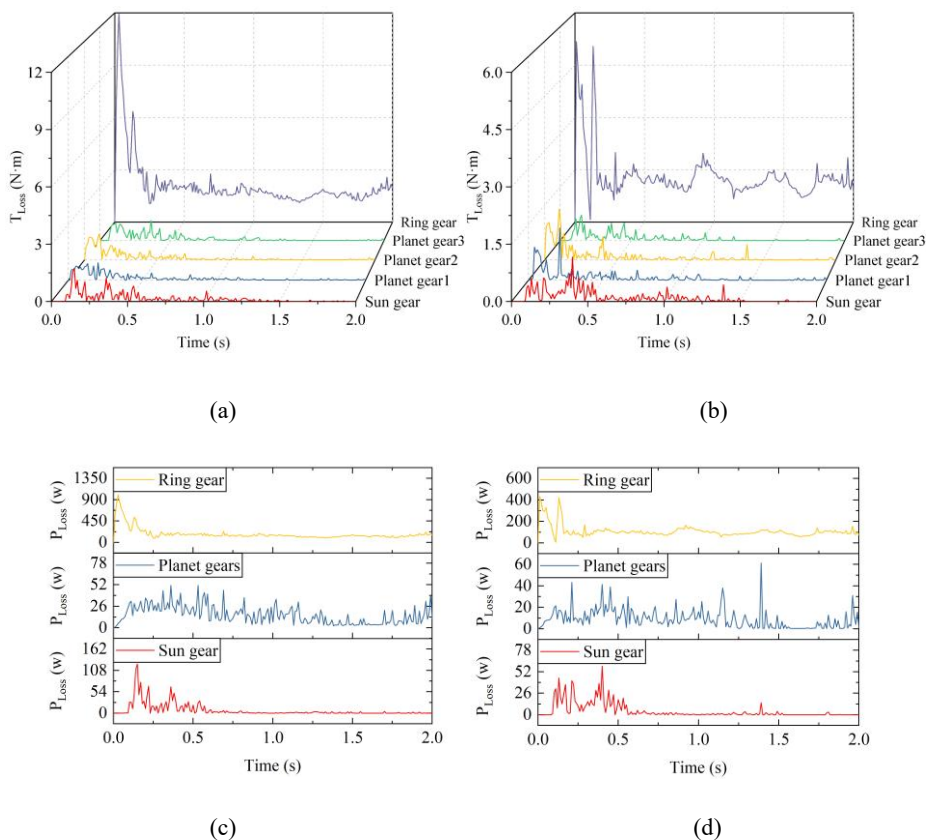 12
9
6
3
0
T_Loss (N·m)
0.5
1.0
1.5
2.0
Time (s)
Ring gear
Planet gear3
Planet gear2
Planet gear1
Sun gear
(a)
6.0
4.5
3.0
1.5
0.0
T_Loss (N·m)
0.5
1.0
1.5
2.0
Time (s)
Ring gear
Planet gear3
Planet gear2
Planet gear1
Sun gear
(b)
1350
900
450
0
P_Loss (w)
Ring gear
78
52
26
0
P_Loss (w)
Planet gears
162
108
54
0
P_Loss (w)
Sun gear
0.0 0.5 1.0 1.5 2.0
Time (s)
(c)
600
400
200
0
P_Loss (w)
Ring gear
60
40
20
0
P_Loss (w)
Planet gears
78
52
26
0
P_Loss (w)
Sun gear
0.0 0.5 1.0 1.5 2.0
Time (s)
(d)